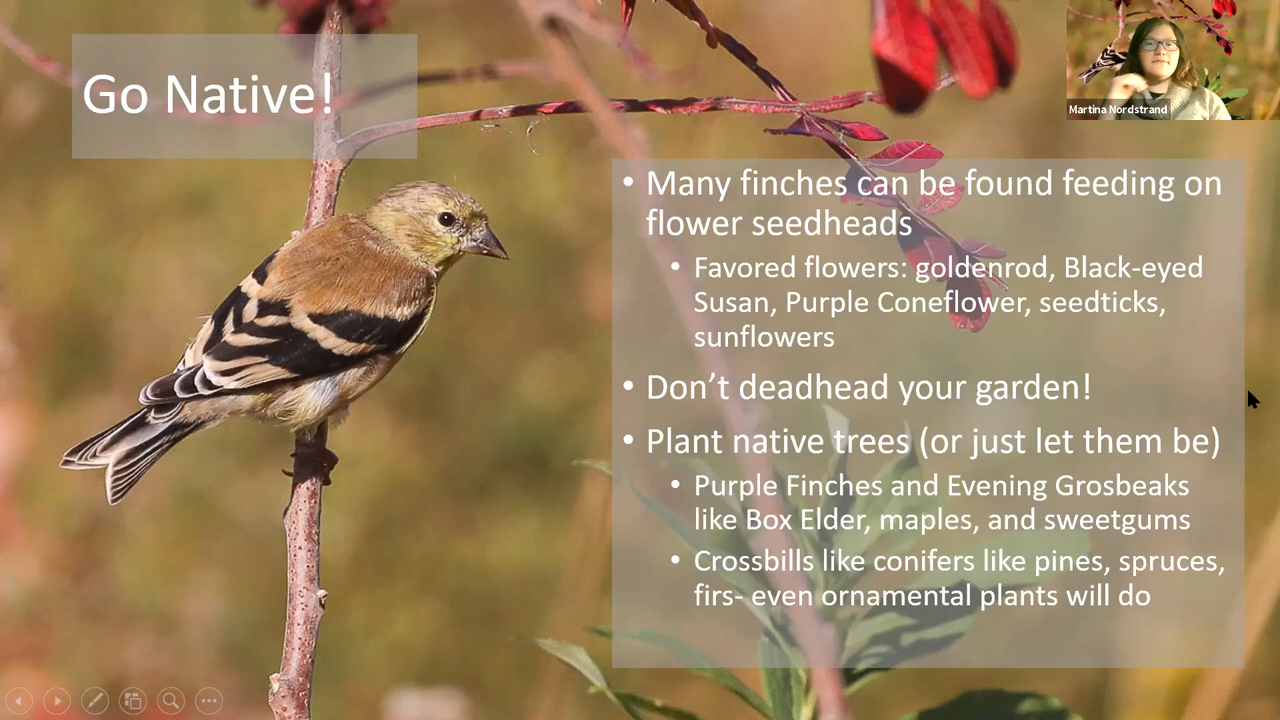 Go Native!
Martina Nordstrand
• Many finches can be found feeding on
flower seedheads
• Favored flowers: goldenrod, Black-eyed
Susan, Purple Coneflower, seedticks,
sunflowers
• Don’t deadhead your garden!
• Plant native trees (or just let them be)
• Purple Finches and Evening Grosbeaks
like Box Elder, maples, and sweetgums
• Crossbills like conifers like pines, spruces,
firs- even ornamental plants will do